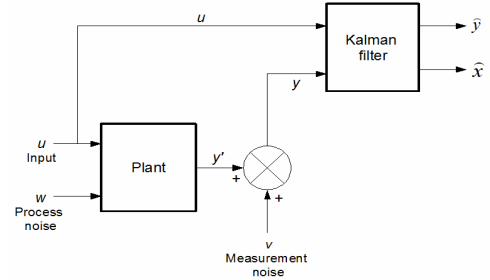 u
Kalman
filter
ŷ
x̂
y
u
Input
Plant
y'
+
+
w
Process
noise
v
Measurement
noise